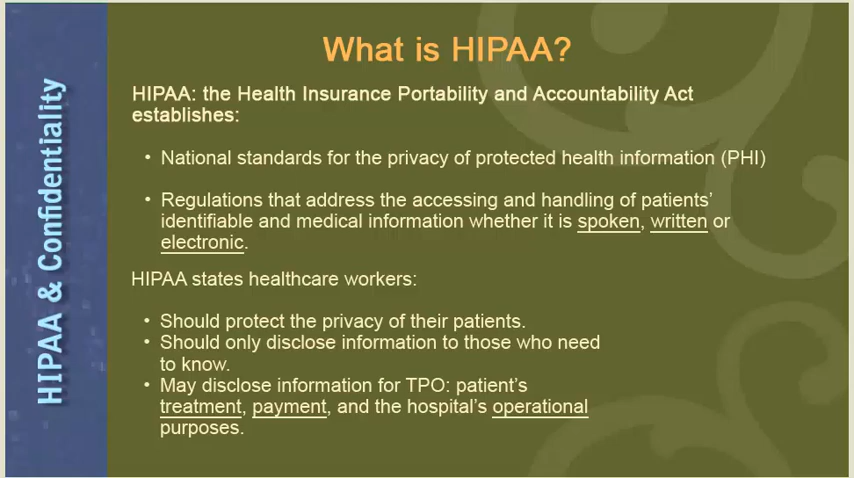 What is HIPAA?
HIPAA & Confidentiality
HIPAA: the Health Insurance Portability and Accountability Act
establishes:
• National standards for the privacy of protected health information (PHI)
• Regulations that address the accessing and handling of patients’
identifiable and medical information whether it is spoken, written or
electronic.
HIPAA states healthcare workers:
• Should protect the privacy of their patients.
• Should only disclose information to those who need
to know.
• May disclose information for TPO: patient’s
treatment, payment, and the hospital’s operational
purposes.